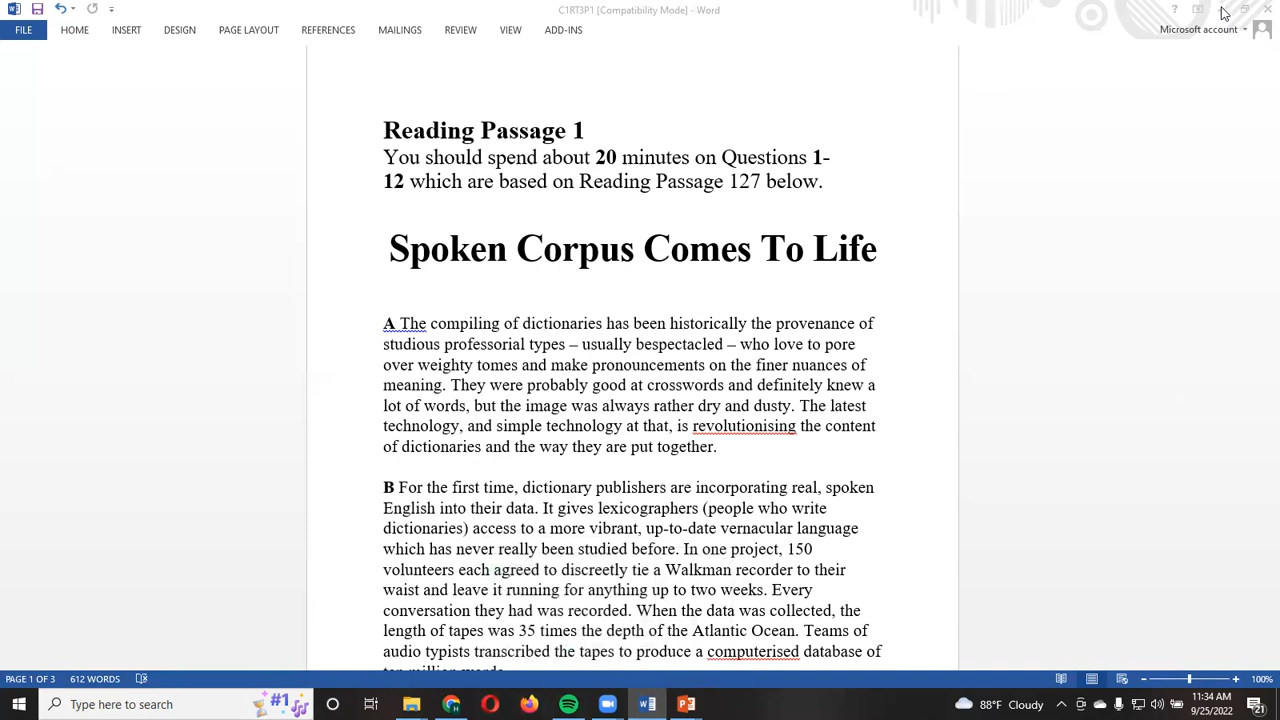 C1RT3P1 [Compatibility Mode] - Word
FILE HOME INSERT DESIGN PAGE LAYOUT REFERENCES MAILINGS REVIEW VIEW ADD-INS Microsoft account
Reading Passage 1
You should spend about 20 minutes on Questions 1-
12 which are based on Reading Passage 127 below.
Spoken Corpus Comes To Life
A The compiling of dictionaries has been historically the provenance of
studious professorial types – usually bespectacled – who love to pore
over weighty tomes and make pronouncements on the finer nuances of
meaning. They were probably good at crosswords and definitely knew a
lot of words, but the image was always rather dry and dusty. The latest
technology, and simple technology at that, is revolutionising the content
of dictionaries and the way they are put together.
B For the first time, dictionary publishers are incorporating real, spoken
English into their data. It gives lexicographers (people who write
dictionaries) access to a more vibrant, up-to-date vernacular language
which has never really been studied before. In one project, 150
volunteers each agreed to discreetly tie a Walkman recorder to their
waist and leave it running for anything up to two weeks. Every
conversation they had was recorded. When the data was collected, the
length of tapes was 35 times the depth of the Atlantic Ocean. Teams of
audio typists transcribed the tapes to produce a computerised database of
ten million words.
PAGE 1 OF 3 612 WORDS 100%
Type here to search #1 88°F Cloudy 11:34 AM
9/25/2022 21